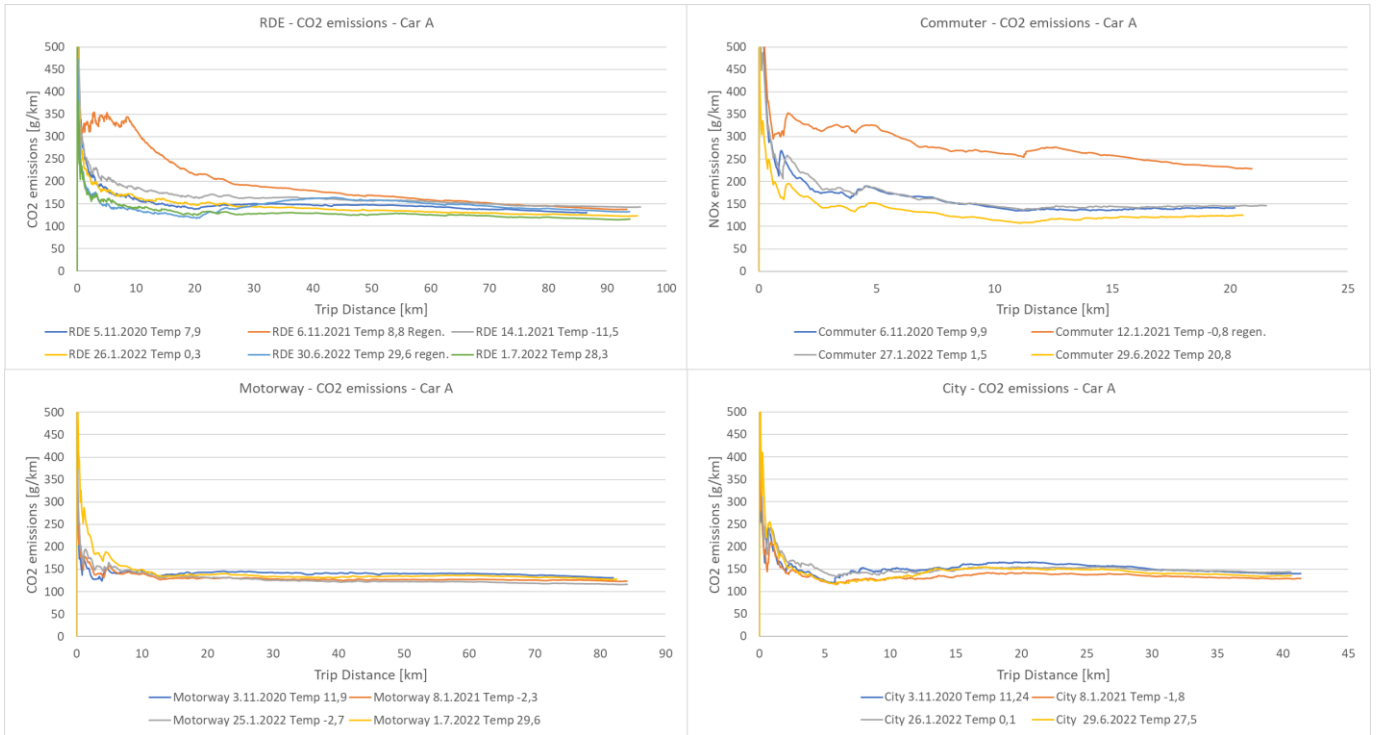 RDE - CO2 emissions - Car A
500
450
400
350
300
250
200
150
100
50
0
CO2 emissions [g/km]
0 10 20 30 40 50 60 70 80 90 100
Trip Distance [km]
RDE 5.11.2020 Temp 7,9 RDE 6.11.2021 Temp 8,8 Regen. RDE 14.1.2021 Temp -11,5
RDE 26.1.2022 Temp 0,3 RDE 30.6.2022 Temp 29,6 regen. RDE 1.7.2022 Temp 28,3
Commuter - CO2 emissions - Car A
500
450
400
350
300
250
200
150
100
50
0
NOx emissions [g/km]
0 5 10 15 20 25
Trip Distance [km]
Commuter 6.11.2020 Temp 9,9 Commuter 12.1.2021 Temp -0,8 regen.
Commuter 27.1.2022 Temp 1,5 Commuter 29.6.2022 Temp 20,8
Motorway - CO2 emissions - Car A
500
450
400
350
300
250
200
150
100
50
0
CO2 emissions [g/km]
0 10 20 30 40 50 60 70 80 90
Trip Distance [km]
Motorway 3.11.2020 Temp 11,9 Motorway 8.1.2021 Temp -2,3
Motorway 25.1.2022 Temp -2,7 Motorway 1.7.2022 Temp 29,6
City - CO2 emissions - Car A
500
450
400
350
300
250
200
150
100
50
0
CO2 emissions [g/km]
0 5 10 15 20 25 30 35 40 45
Trip Distance [km]
City 3.11.2020 Temp 11,24 City 8.1.2021 Temp -1,8
City 26.1.2022 Temp 0,1 City 29.6.2022 Temp 27,5